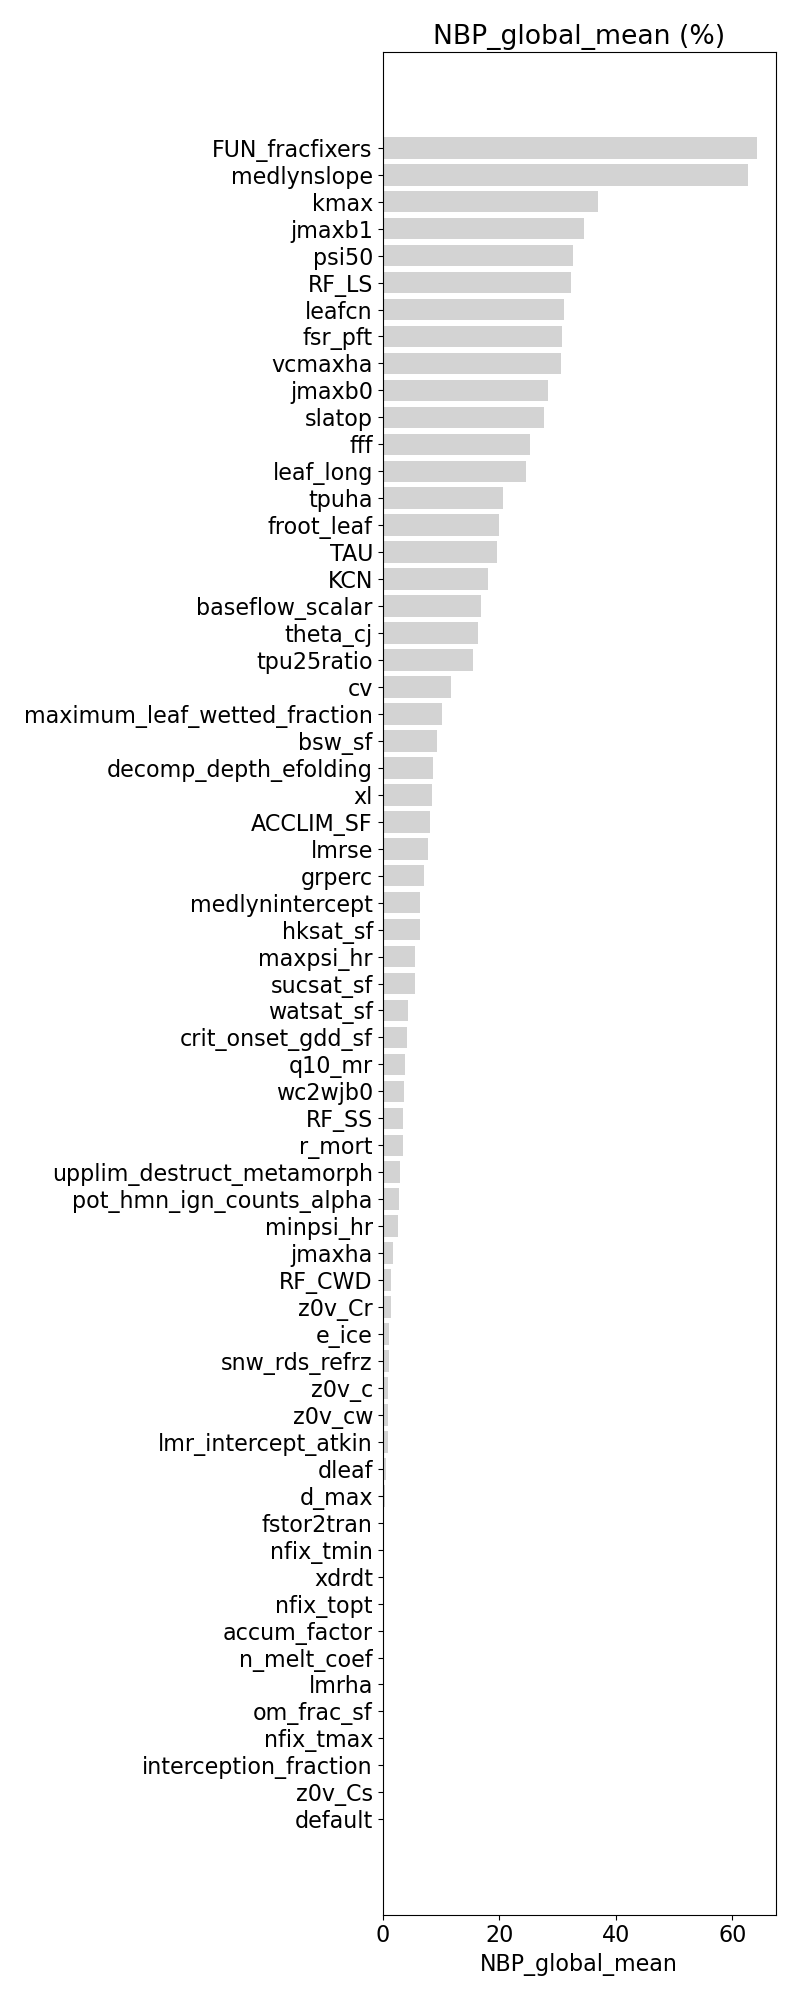 NBP_global_mean (%)
FUN_fracfixers
medlynslope
kmax
jmaxb1
psi50
RF_LS
leafcn
fsr_pft
vcmaxha
jmaxb0
slatop
fff
leaf_long
tpuha
froot_leaf
TAU
KCN
baseflow_scalar
theta_cj
tpu25ratio
cv
maximum_leaf_wetted_fraction
bsw_sf
decomp_depth_efolding
xl
ACCLIM_SF
lmrse
grperc
medlynintercept
hksat_sf
maxpsi_hr
sucsat_sf
watsat_sf
crit_onset_gdd_sf
q10_mr
wc2wjb0
RF_SS
r_mort
upplim_destruct_metamorph
pot_hmn_ign_counts_alpha
minpsi_hr
jmaxha
RF_CWD
z0v_Cr
e_ice
snw_rds_refrz
z0v_c
z0v_cw
lmr_intercept_atkin
dleaf
d_max
fstor2tran
nfix_tmin
xdrdt
nfix_topt
accum_factor
n_melt_coef
lmrha
om_frac_sf
nfix_tmax
interception_fraction
z0v_Cs
default
0 20 40 60
NBP_global_mean